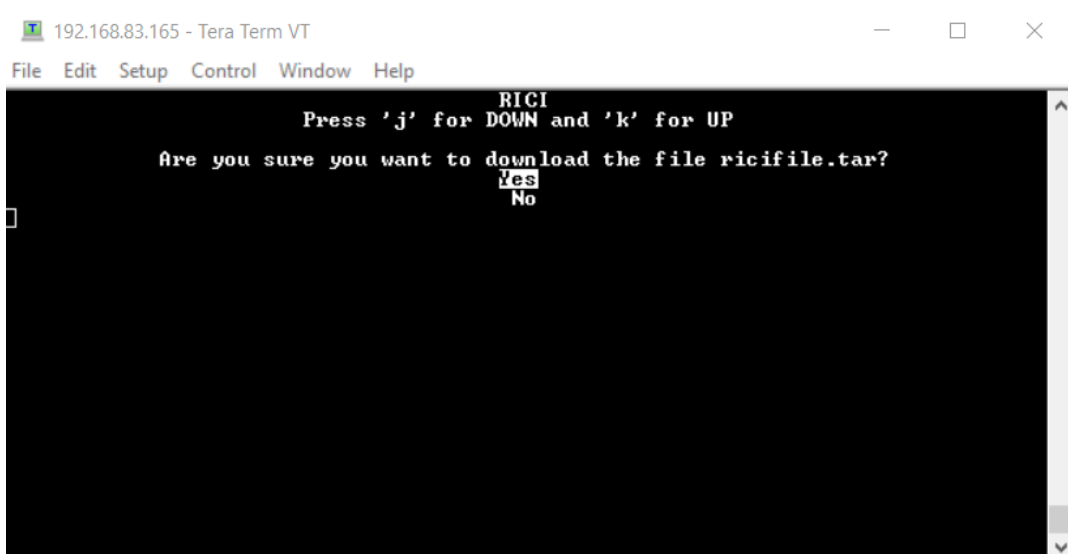 192.168.83.165 - Tera Term VT
File Edit Setup Control Window Help
RICI
Press 'j' for DOWN and 'k' for UP
Are you sure you want to download the file ricifile.tar?
Yes
No